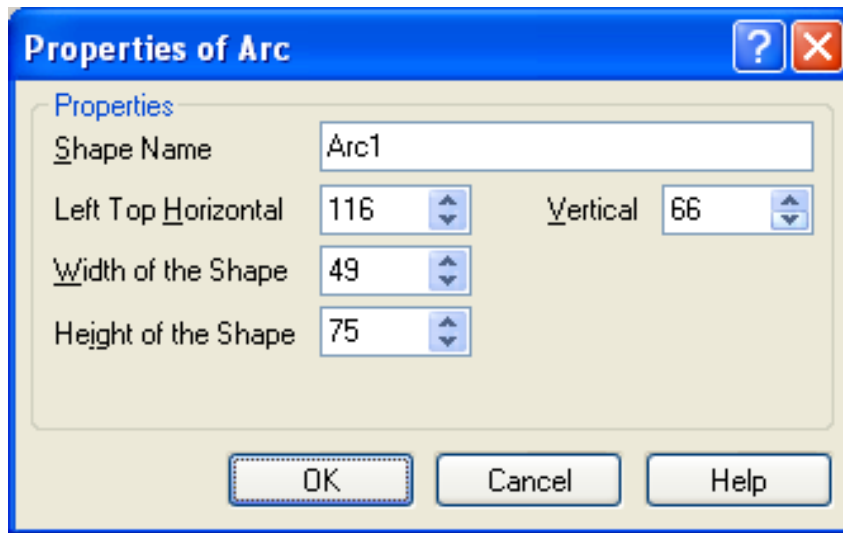 Properties of Arc
Properties
Shape Name Arc1
Left Top Horizontal 116 Vertical 66
Width of the Shape 49
Height of the Shape 75
OK Cancel Help